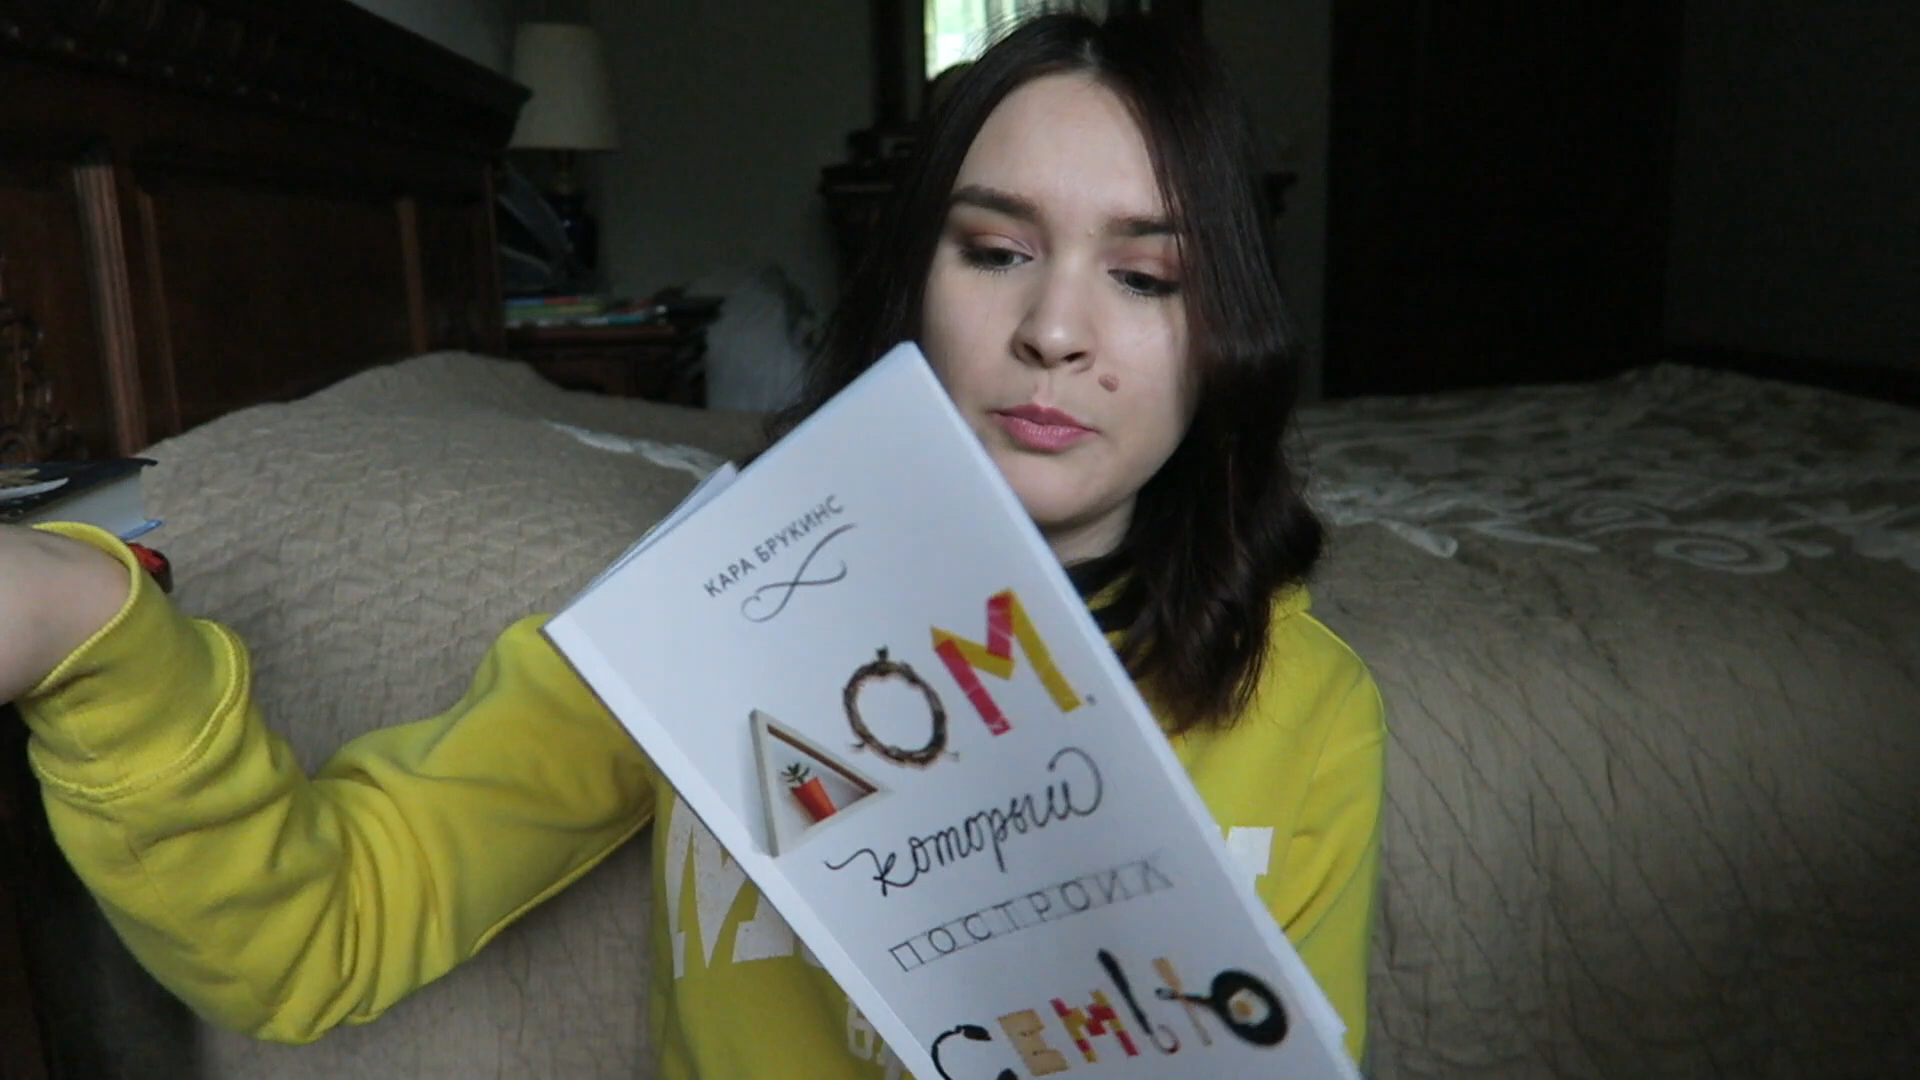 КАРА БРУКИНС
ДОМ,
который
ПОСТРОИЛ
СЕМЬЮ